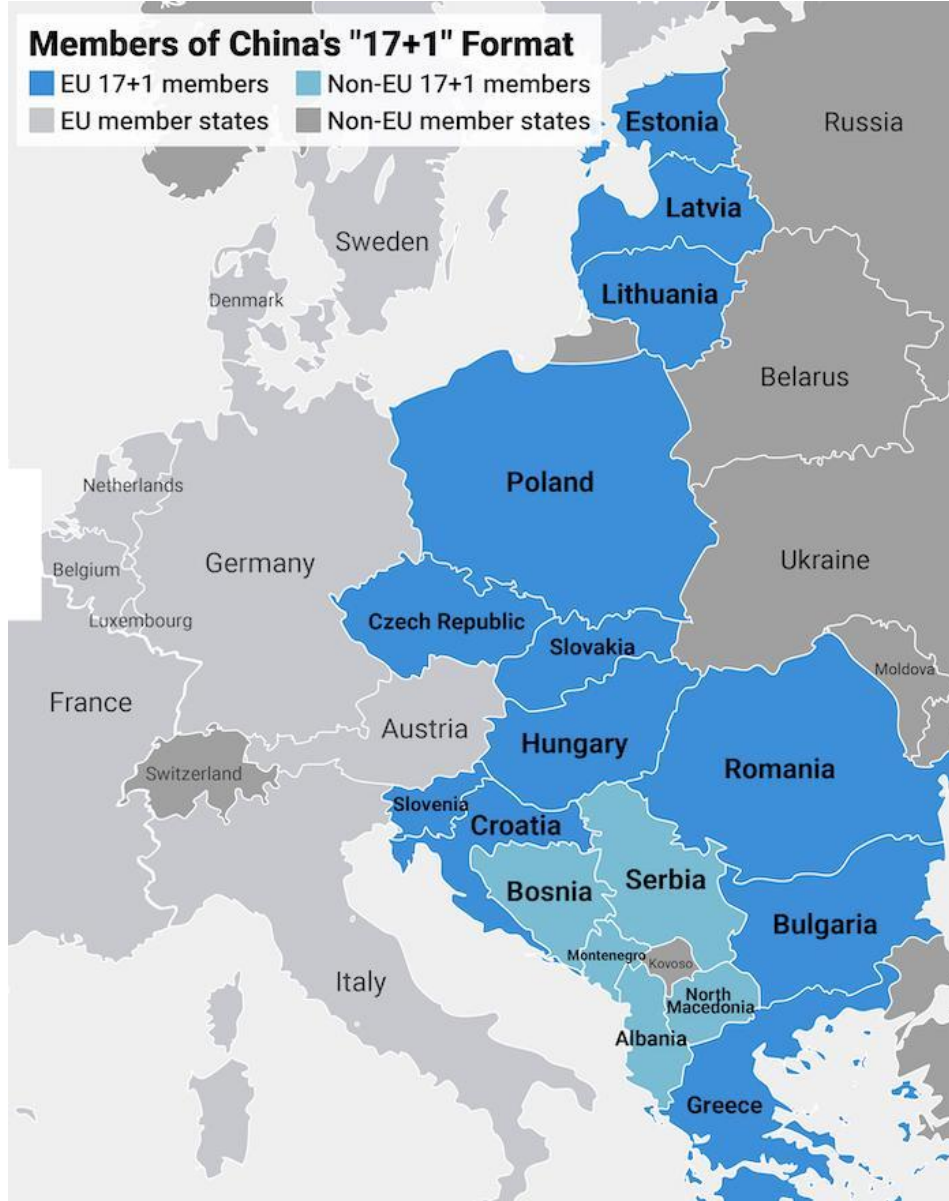 Members of China's "17+1" Format
EU 17+1 members
Non-EU 17+1 members
EU member states
Non-EU member states
Estonia
Russia
Latvia
Sweden
Lithuania
Denmark
Belarus
Poland
Netherlands
Ukraine
Germany
Belgium
Luxembourg
Czech Republic
Slovakia
Moldova
France
Austria
Hungary
Romania
Switzerland
Slovenia
Croatia
Serbia
Bosnia
Bulgaria
Montenegro
Kovoso
Italy
North
Macedonia
Albania
Greece